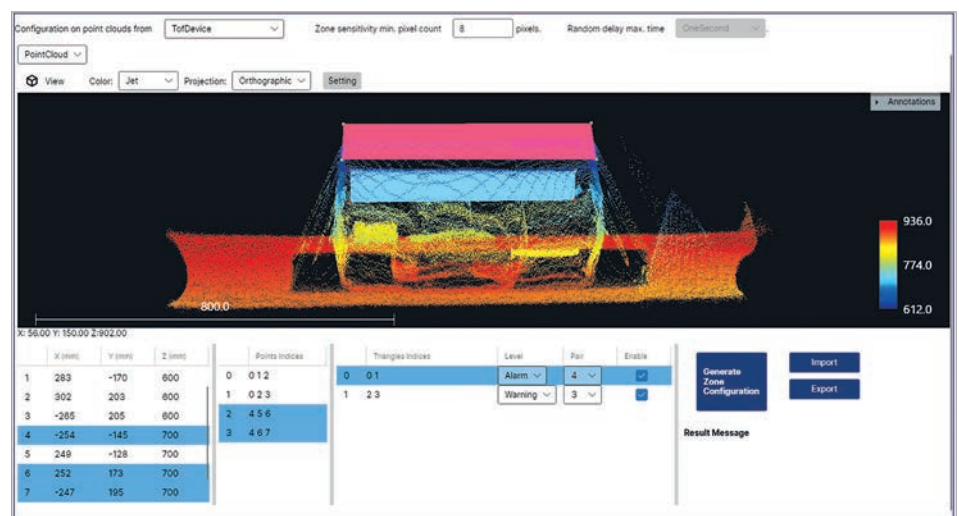 Configuration on point clouds from TofDevice Zone sensitivity min. pixel count 8 pixels. Random delay max. time OneSecond
PointCloud
View Color: Jet Projection: Orthographic Setting
Annotations
936.0
774.0
612.0
800.0
X: 56.00 Y: 150.00 Z:902.00
X (mm) Y (mm) Z (mm)
1 283 -170 600
2 302 203 600
3 -265 205 600
4 -254 -145 700
5 249 -128 700
6 252 173 700
7 -247 195 700
Points Indices
0 0 1 2
1 0 2 3
2 4 5 6
3 4 6 7
Triangles Indices Level Pair Enable
0 0 1 Alarm 4
1 2 3 Warning 3
Generate
Zone
Configuration
Import
Export
Result Message